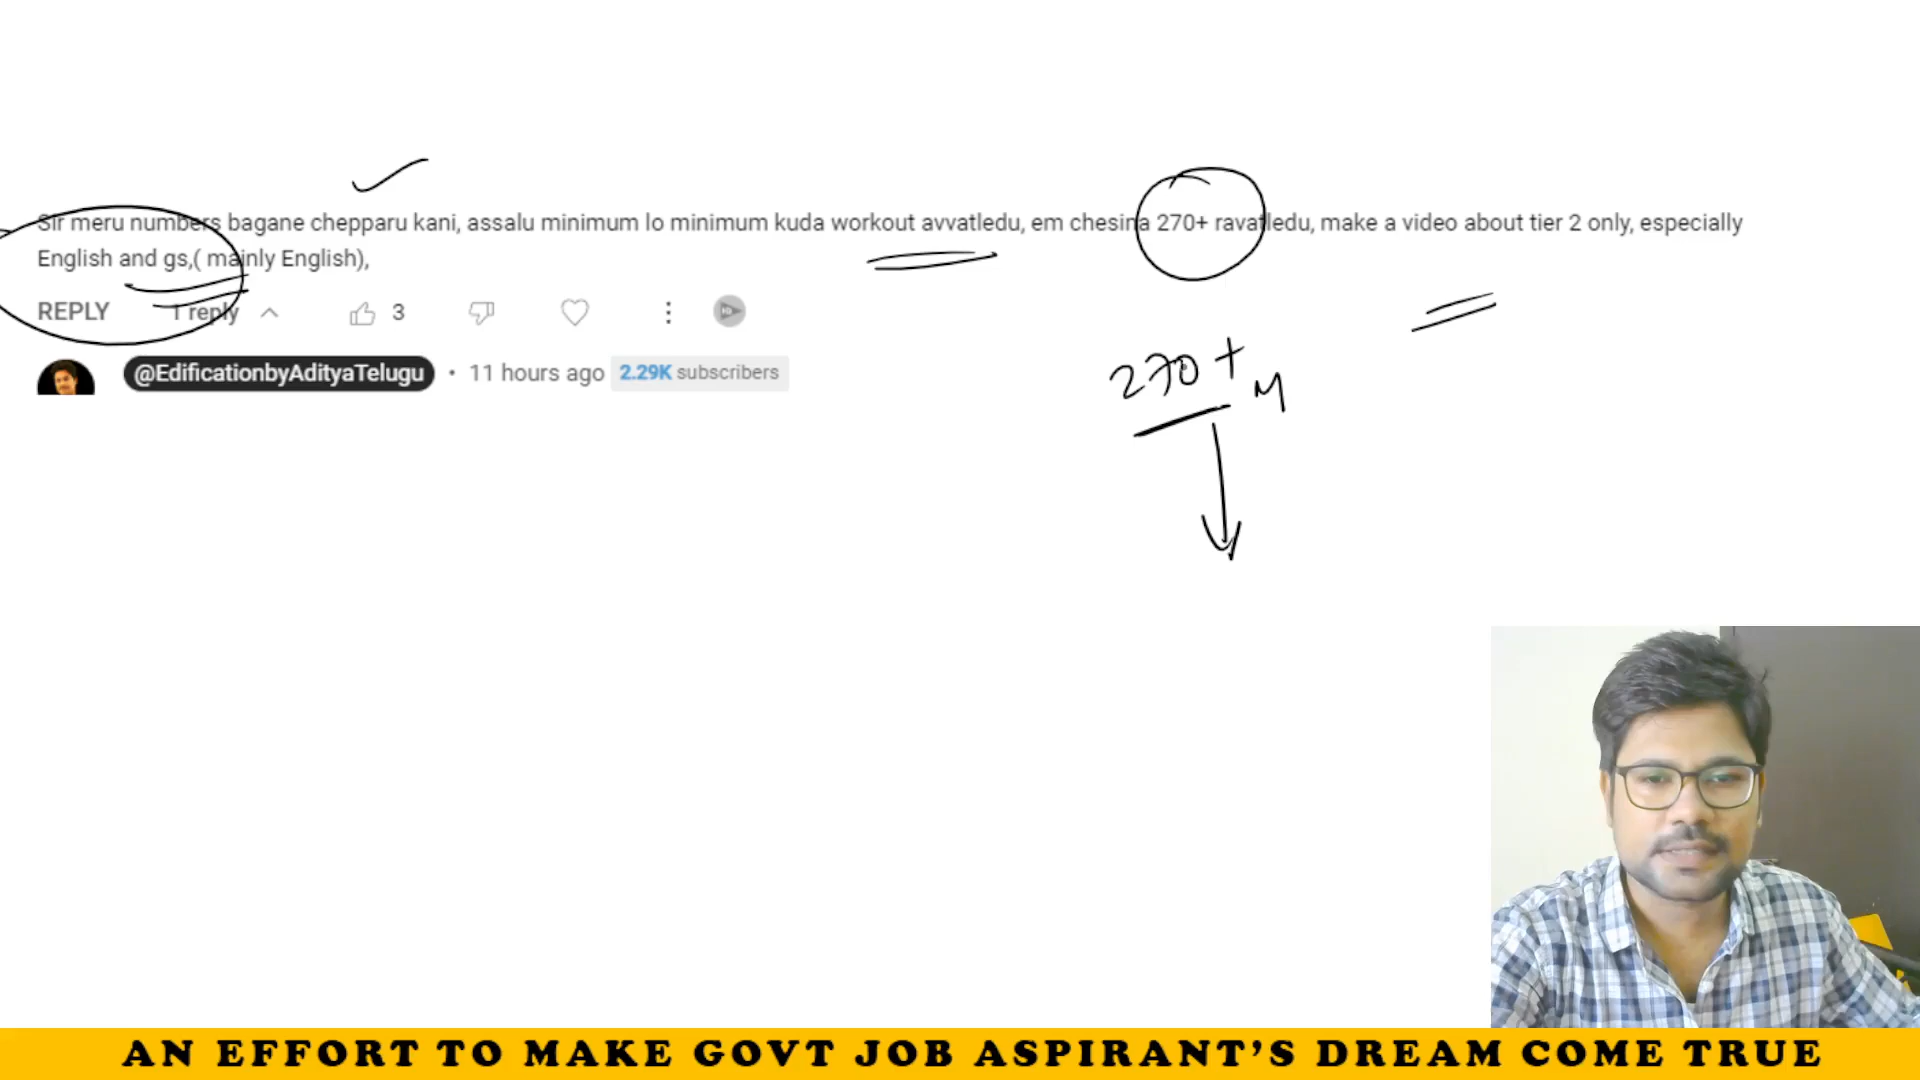 Sir meru numbers bagane chepparu kani, assalu minimum lo minimum kuda workout avvatledu, em chesina 270+ ravatledu, make a video about tier 2 only, especially
English and gs,( mainly English),
REPLY 1 reply 3
@EdificationbyAdityaTelugu • 11 hours ago 2.29K subscribers
270+ M
AN EFFORT TO MAKE GOVT JOB ASPIRANT'S DREAM COME TRUE